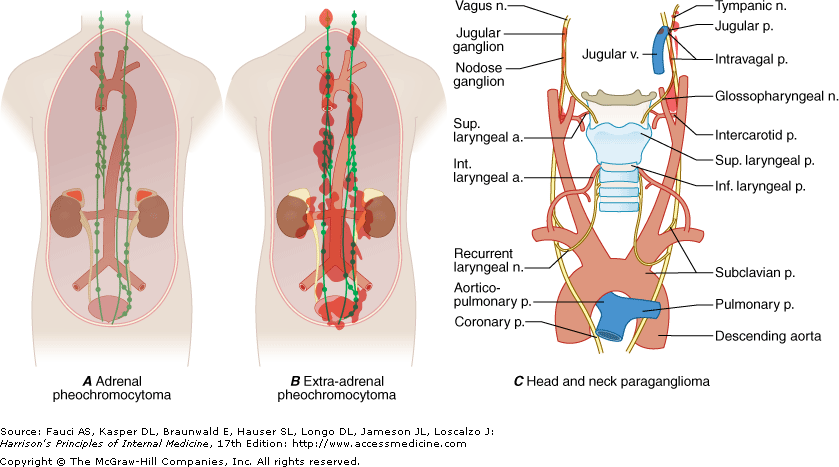 Vagus n.
Jugular
ganglion
Nodose
ganglion
Sup.
laryngeal a.
Int.
laryngeal a.
Recurrent
laryngeal n.
Aortico-
pulmonary p.
Coronary p.
Jugular v.
Tympanic n.
Jugular p.
Intravagal p.
Glossopharyngeal n.
Intercarotid p.
Sup. laryngeal p.
Inf. laryngeal p.
Subclavian p.
Pulmonary p.
Descending aorta
A Adrenal
pheochromocytoma
B Extra-adrenal
pheochromocytoma
C Head and neck paraganglioma
Source: Fauci AS, Kasper DL, Braunwald E, Hauser SL, Longo DL, Jameson JL, Loscalzo J:
Harrison's Principles of Internal Medicine, 17th Edition: http://www.accessmedicine.com
Copyright © The McGraw-Hill Companies, Inc. All rights reserved.